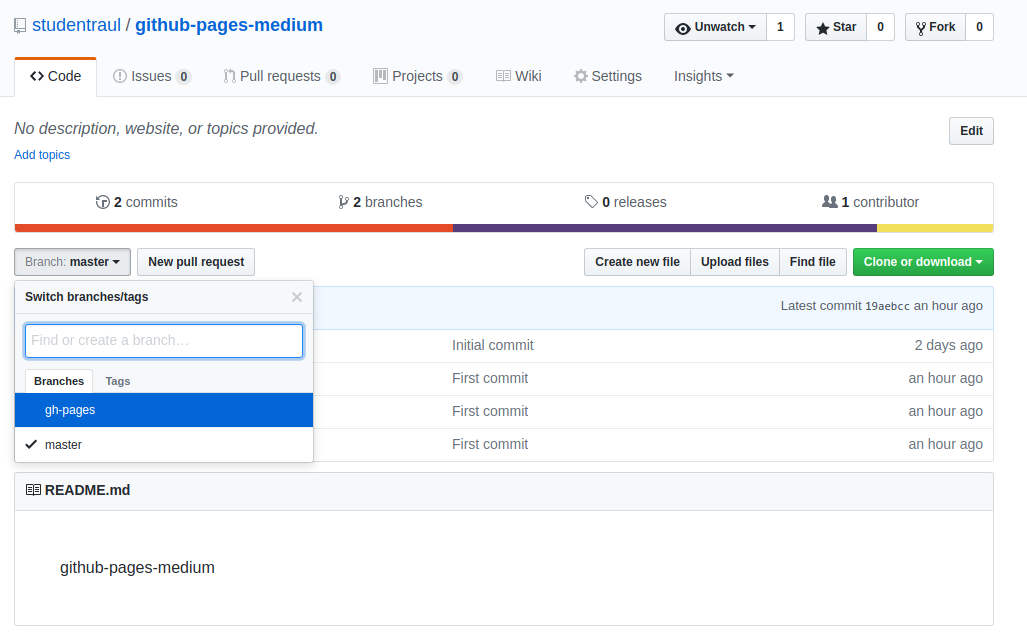 studentraul / github-pages-medium
Unwatch 1 Star 0 Fork 0
Code Issues 0 Pull requests 0 Projects 0 Wiki Settings Insights
No description, website, or topics provided.
Edit
Add topics
2 commits 2 branches 0 releases 1 contributor
Branch: master New pull request Create new file Upload files Find file Clone or download
Switch branches/tags
Latest commit 19aebcc an hour ago
Find or create a branch…
Initial commit 2 days ago
Branches Tags
First commit an hour ago
gh-pages
First commit an hour ago
master
First commit an hour ago
README.md
github-pages-medium